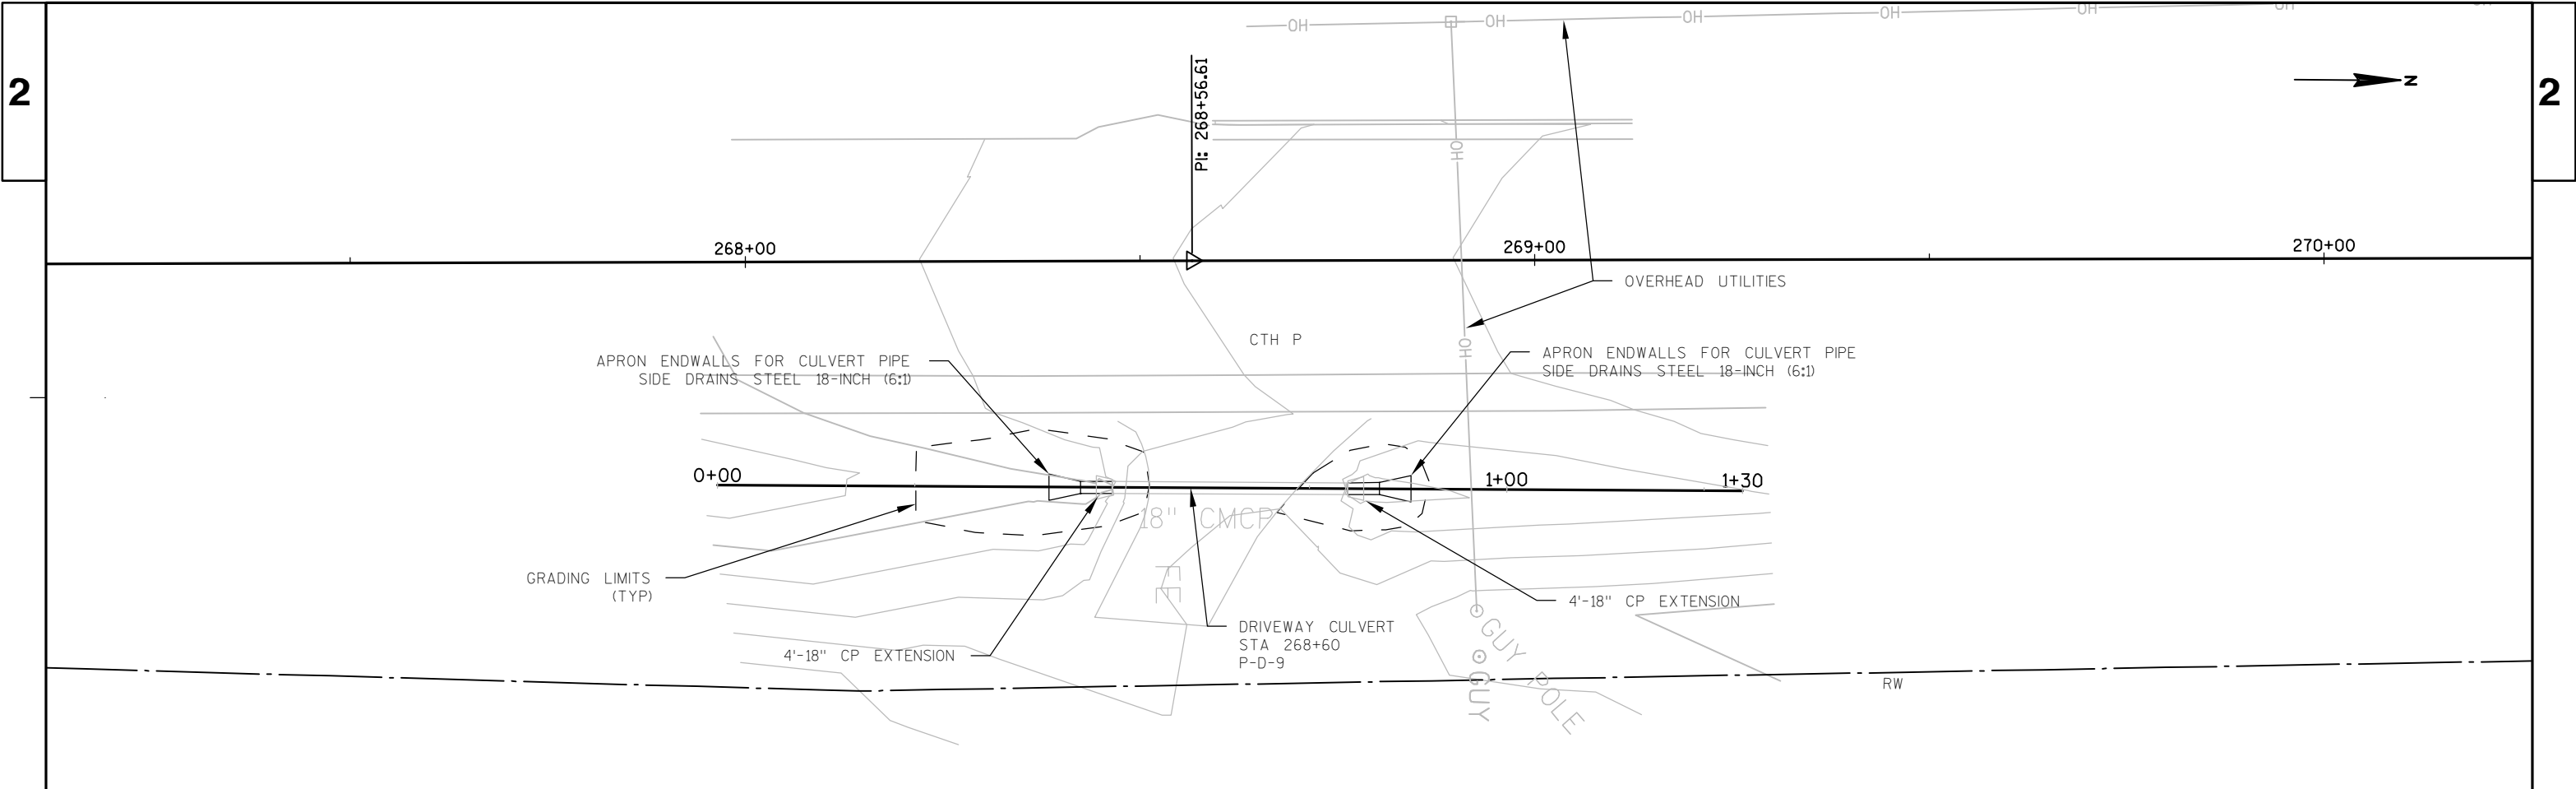 2
2
OH OH OH OH OH OH
N
PI: 268+56.61
OH
268+00
269+00
270+00
OVERHEAD UTILITIES
CTH P
OH
APRON ENDWALLS FOR CULVERT PIPE
SIDE DRAINS STEEL 18-INCH (6:1)
APRON ENDWALLS FOR CULVERT PIPE
SIDE DRAINS STEEL 18-INCH (6:1)
0+00
1+00
1+30
18" CMCP
GRADING LIMITS
(TYP)
FE
4'-18" CP EXTENSION
DRIVEWAY CULVERT
STA 268+60
P-D-9
4'-18" CP EXTENSION
GUY POLE
GUY
RW